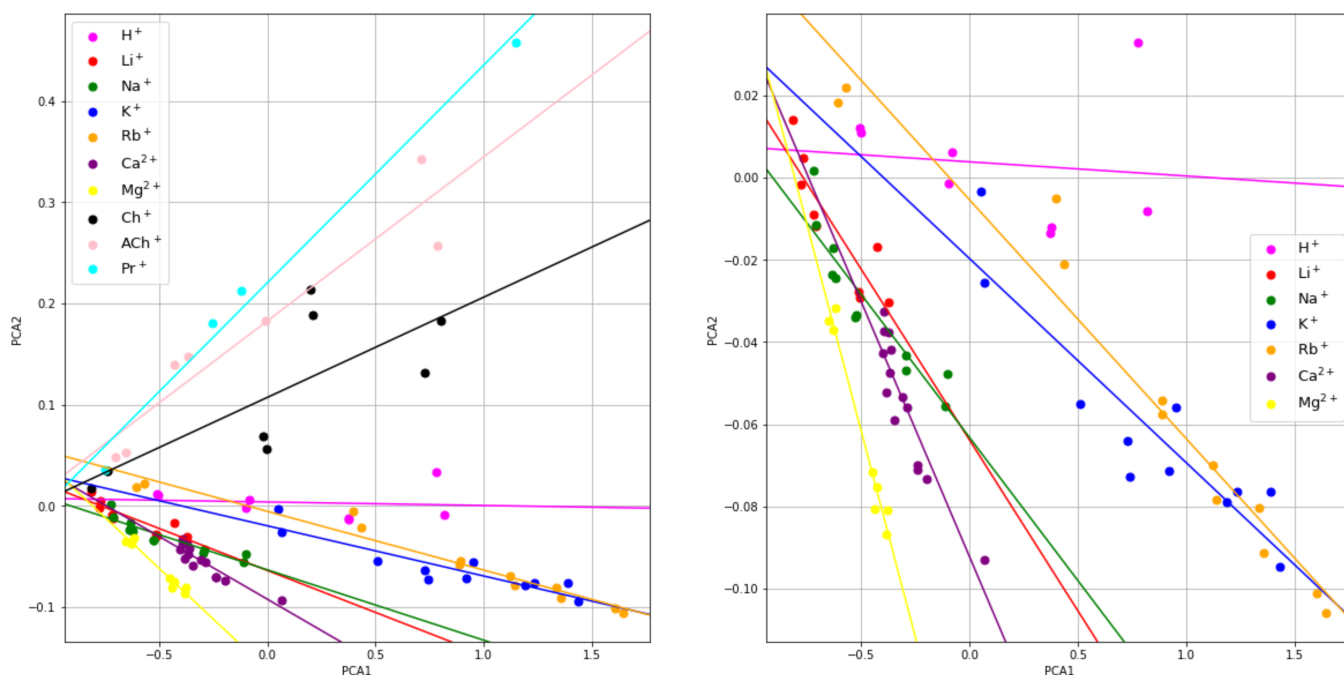 H⁺
Li⁺
Na⁺
K⁺
Rb⁺
Ca²⁺
Mg²⁺
Ch⁺
ACh⁺
Pr⁺
0.4
0.3
0.2
0.1
0.0
−0.1
PCA2
−0.5 0.0 0.5 1.0 1.5
PCA1
0.02
0.00
−0.02
−0.04
−0.06
−0.08
−0.10
PCA2
H⁺
Li⁺
Na⁺
K⁺
Rb⁺
Ca²⁺
Mg²⁺
−0.5 0.0 0.5 1.0 1.5
PCA1